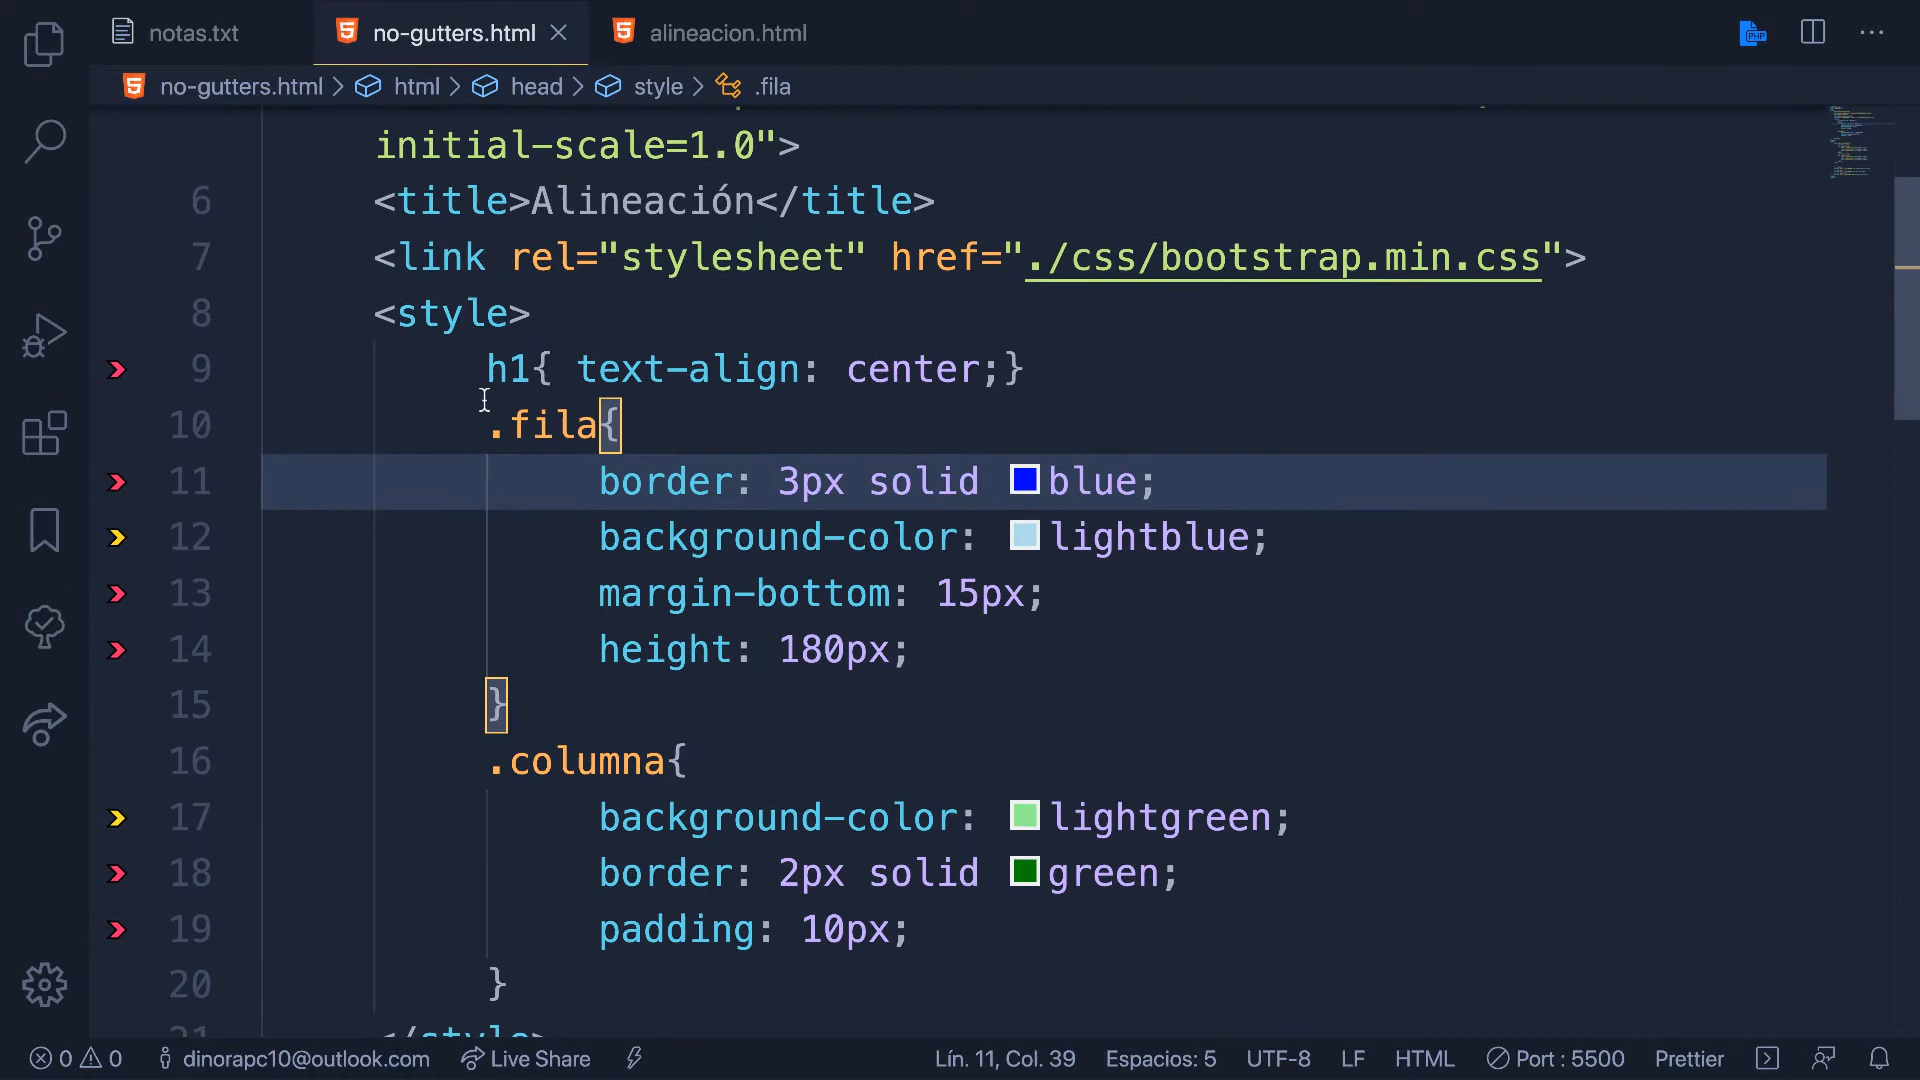 notas.txt
no-gutters.html
alineacion.html
PHP
no-gutters.html > html > head > style > .fila
initial-scale=1.0">
6 <title>Alineación</title>
7 <link rel="stylesheet" href="./css/bootstrap.min.css">
8 <style>
9 h1{ text-align: center;}
10 .fila{
11 border: 3px solid blue;
12 background-color: lightblue;
13 margin-bottom: 15px;
14 height: 180px;
15 }
16 .columna{
17 background-color: lightgreen;
18 border: 2px solid green;
19 padding: 10px;
20 }
21 </style>
0 0 dinorapc10@outlook.com Live Share Lín. 11, Col. 39 Espacios: 5 UTF-8 LF HTML Port : 5500 Prettier